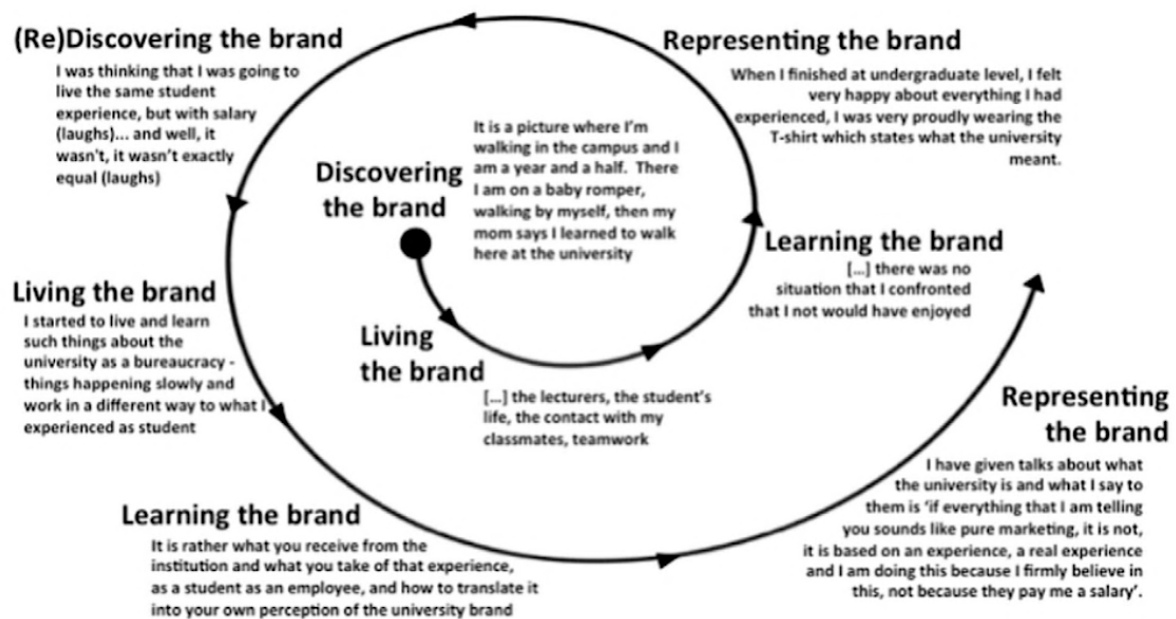 Discovering
the brand
It is a picture where I'm
walking in the campus and I
am a year and a half. There
I am on a baby romper,
walking by myself, then my
mom says I learned to walk
here at the university
Living
the brand
[...] the lecturers, the student's
life, the contact with my
classmates, teamwork
Learning the brand
[...] there was no
situation that I confronted
that I not would have enjoyed
Representing the brand
When I finished at undergraduate level, I felt
very happy about everything I had
experienced, I was very proudly wearing the
T-shirt which states what the university
meant.
(Re)Discovering the brand
I was thinking that I was going to
live the same student
experience, but with salary
(laughs)... and well, it
wasn't, it wasn't exactly
equal (laughs)
Living the brand
I started to live and learn
such things about the
university as a bureaucracy -
things happening slowly and
work in a different way to what I
experienced as student
Learning the brand
It is rather what you receive from the
institution and what you take of that experience,
as a student as an employee, and how to translate it
into your own perception of the university brand
Representing
the brand
I have given talks about what
the university is and what I say to
them is 'if everything that I am telling
you sounds like pure marketing, it is not,
it is based on an experience, a real experience
and I am doing this because I firmly believe in
this, not because they pay me a salary'.